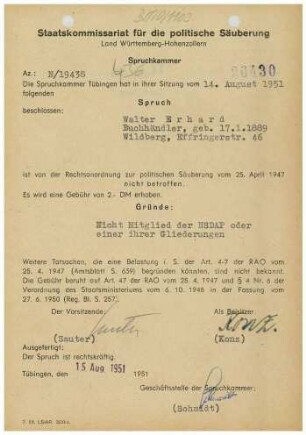 Staatskommissariat für die politische Säuberung
Land Württemberg-Hohenzollern
Spruchkammer
Az.: N/19438
Die Spruchkammer Tübingen hat in ihrer Sitzung vom 14. August 1951
folgenden
Spruch
beschlossen:
Walter Erhard
Buchhändler, geb. 17.1.1889
Wildberg, Effringerstr. 46
ist von der Rechtsanordnung zur politischen Säuberung vom 25. April 1947
nicht betroffen.
Es wird eine Gebühr von 2.- DM erhoben.
Gründe:
Nicht Mitglied der NSDAP oder
einer ihrer Gliederungen
Weitere Tatsachen, die eine Belastung i. S. der Art. 4-7 der RAO vom
25. 4. 1947 (Amtsblatt S. 659) begründen könnten, sind nicht bekannt.
Die Gebühr beruht auf Art. 47 der RAO vom 25. 4. 1947 und § 4 Nr. 6 der
Verordnung des Staatsministeriums vom 6. 10. 1948 in der Fassung vom
27. 6. 1950 (Reg. Bl. S. 257).
Der Vorsitzende:
Als Beisitzer:
(Sauter)
Konz
(Konz)
Ausgefertigt:
Der Spruch ist rechtskräftig.
Tübingen, den 15. Aug 1951 1951
Geschäftsstelle der Spruchkammer:
(Schmidt)